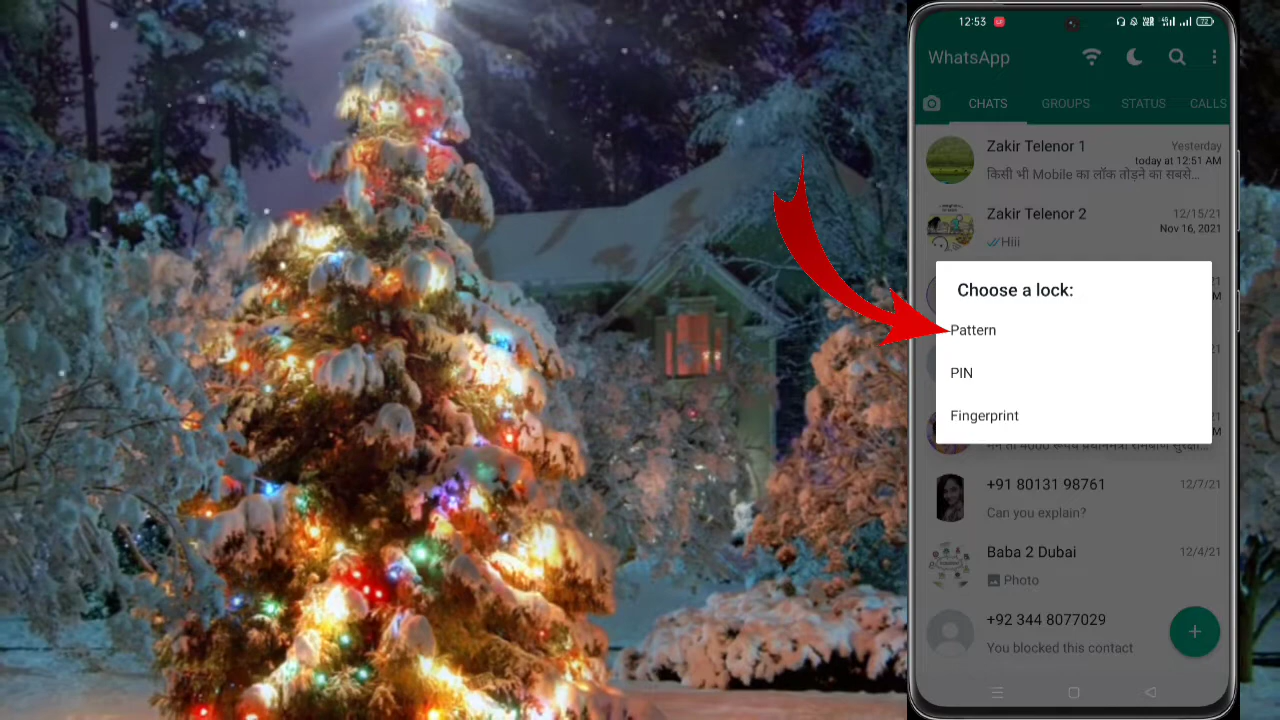 12:53
72
WhatsApp
CHATS GROUPS STATUS CALLS
Zakir Telenor 1 Yesterday
today at 12:51 AM
किसी भी Mobile का लॉक तोड़ने का सबसे…
Zakir Telenor 2 12/15/21
Nov 16, 2021
Hiii
Choose a lock:
Pattern
PIN
Fingerprint
+91 80131 98761 12/7/21
Can you explain?
Baba 2 Dubai 12/4/21
Photo
+92 344 8077029
You blocked this contact